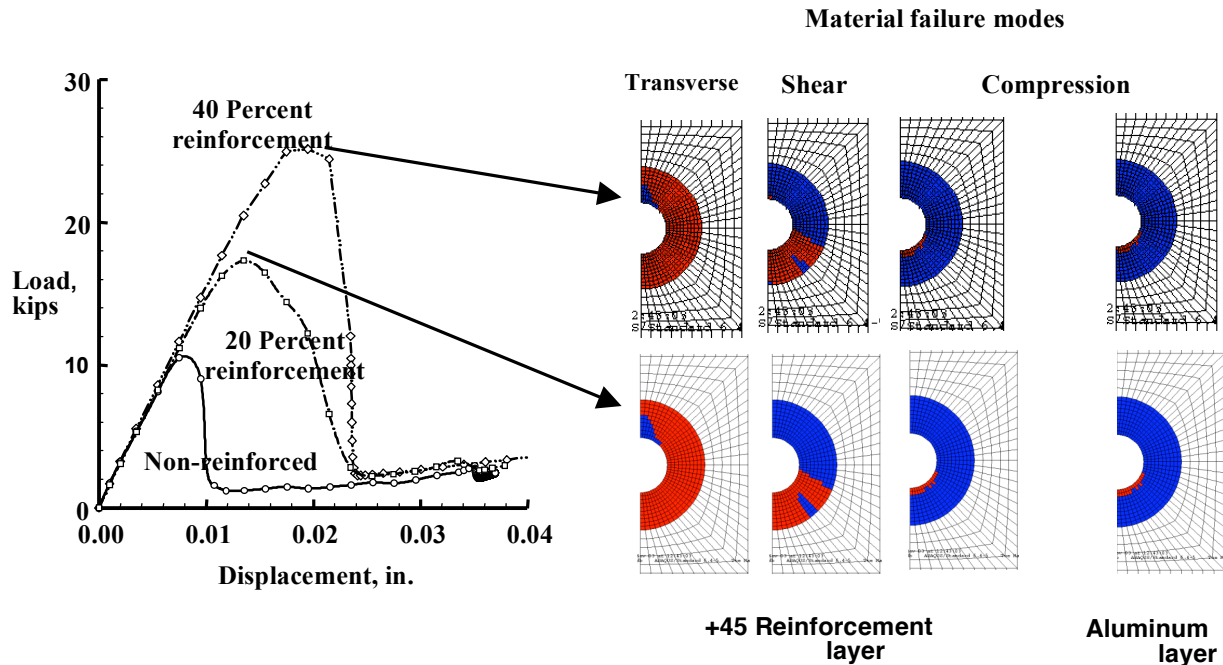 Material failure modes
Transverse
Shear
Compression
30
20
10
0
Load,
kips
40 Percent
reinforcement
20 Percent
reinforcement
Non-reinforced
0.00
0.01
0.02
0.03
0.04
Displacement, in.
+45 Reinforcement
layer
Aluminum
layer